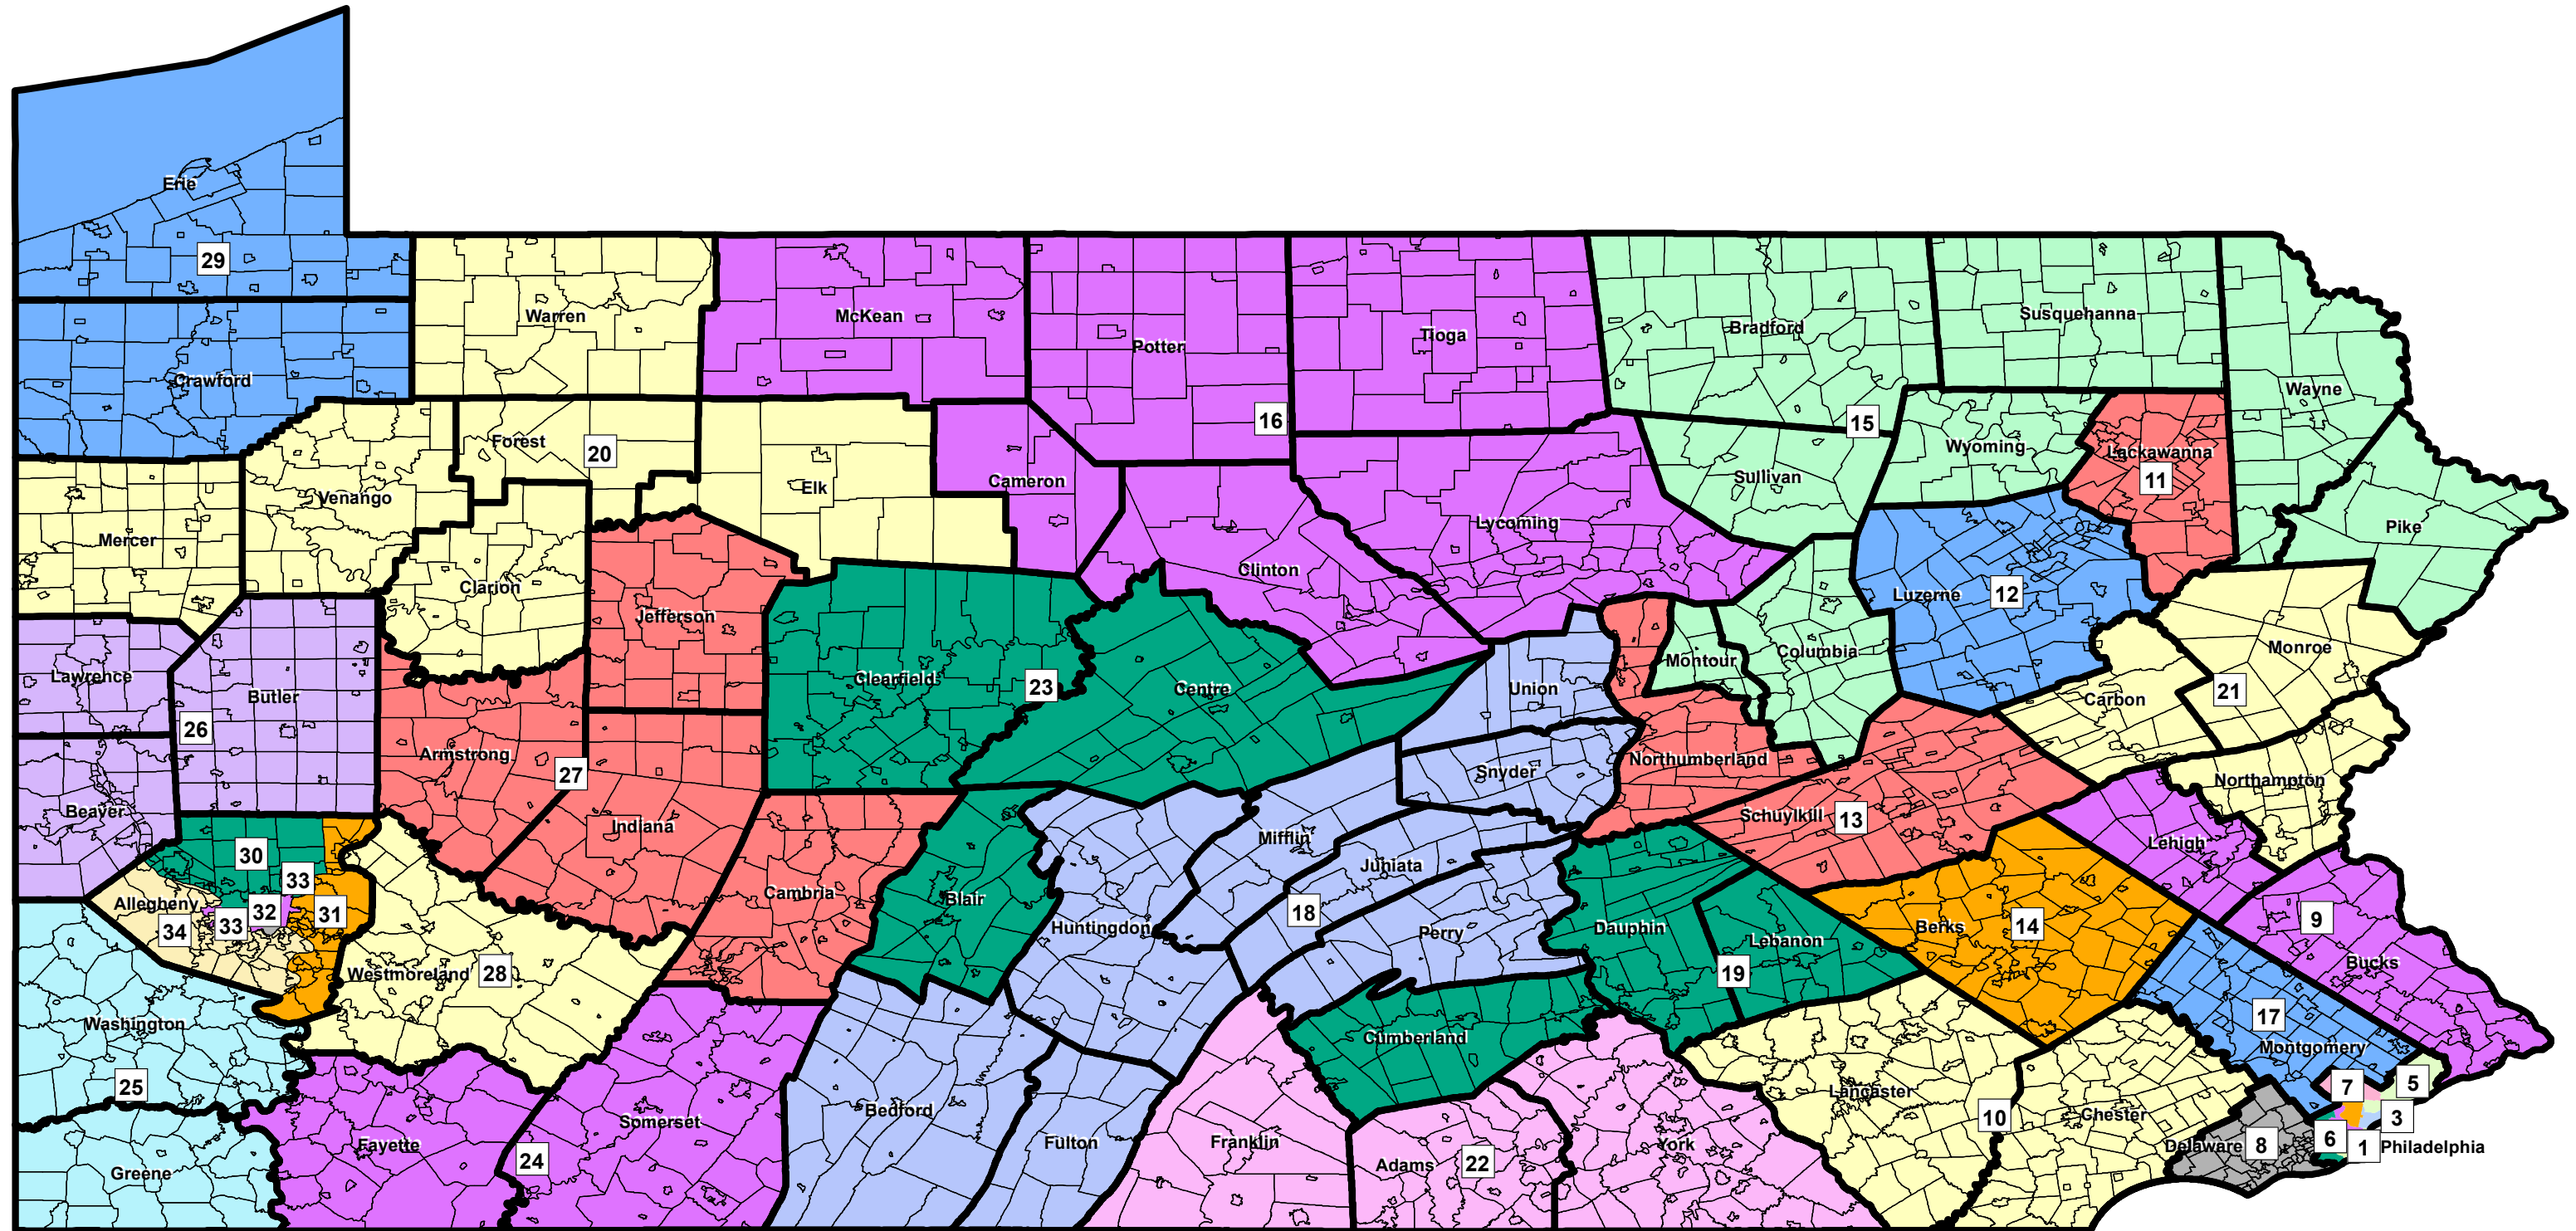 Erie
29
Warren
McKean
Potter
Tioga
Bradford
Susquehanna
Crawford
Wayne
16
15
Forest
20
Wyoming
Lackawanna
11
Venango
Elk
Cameron
Sullivan
Mercer
Lycoming
Pike
Clarion
Clinton
Luzerne
12
Jefferson
Monroe
Lawrence
Butler
Clearfield
23
Centre
Union
Montour
Columbia
Carbon
21
26
Armstrong
27
Snyder
Northumberland
Northampton
Beaver
Indiana
Mifflin
Schuylkill
13
Lehigh
30
33
Juniata
Allegheny
34
33
32
31
Cambria
Blair
Huntingdon
18
Perry
Dauphin
Lebanon
19
Berks
14
9
Bucks
Westmoreland
28
Washington
Cumberland
17
Montgomery
25
Somerset
Bedford
Lancaster
10
Chester
7
5
3
Greene
Fayette
24
Fulton
Franklin
Adams
22
York
Delaware
8
6
1
Philadelphia